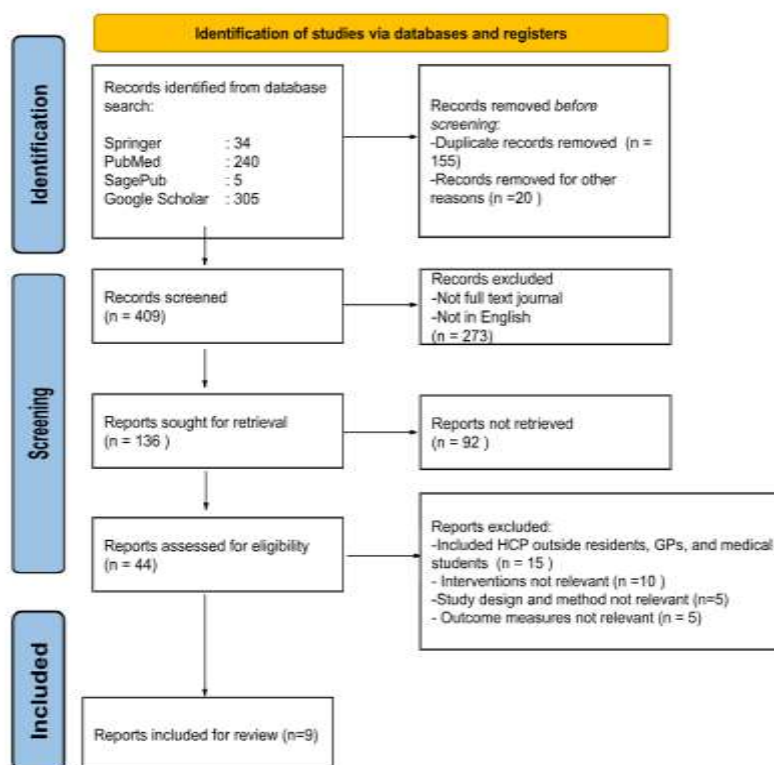 Identification of studies via databases and registers
Identification
Records identified from database
search:
Springer : 34
PubMed : 240
SagePub : 5
Google Scholar : 305
Records removed before
screening:
-Duplicate records removed (n =
155)
-Records removed for other
reasons (n =20 )
Screening
Records screened
(n = 409)
Records excluded
-Not full text journal
-Not in English
(n = 273)
Reports sought for retrieval
(n = 136 )
Reports not retrieved
(n = 92 )
Reports assessed for eligibility
(n = 44)
Reports excluded:
-Included HCP outside residents, GPs, and medical
students (n = 15 )
- Interventions not relevant (n =10 )
-Study design and method not relevant (n=5)
- Outcome measures not relevant (n = 5)
Included
Reports included for review (n=9)